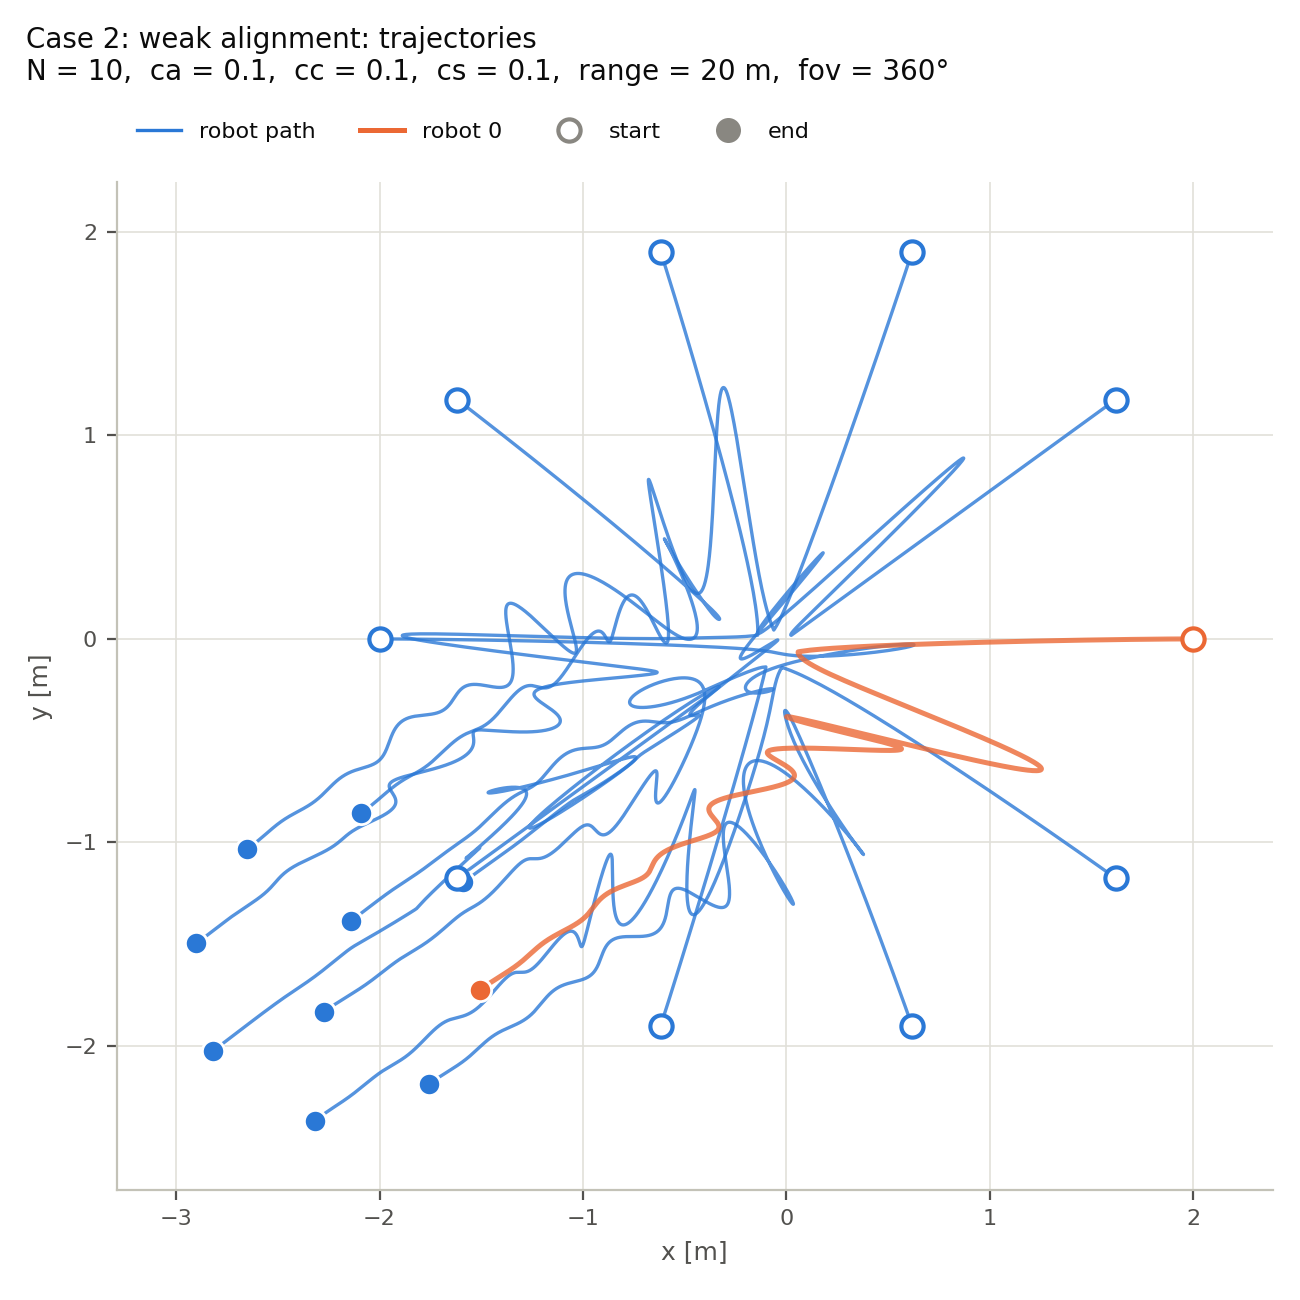 Case 2: weak alignment: trajectories
N = 10,  ca = 0.1,  cc = 0.1,  cs = 0.1,  range = 20 m,  fov = 360°
robot path   robot 0   start   end
2
1
0
−1
−2
y [m]
−3   −2   −1   0   1   2
x [m]